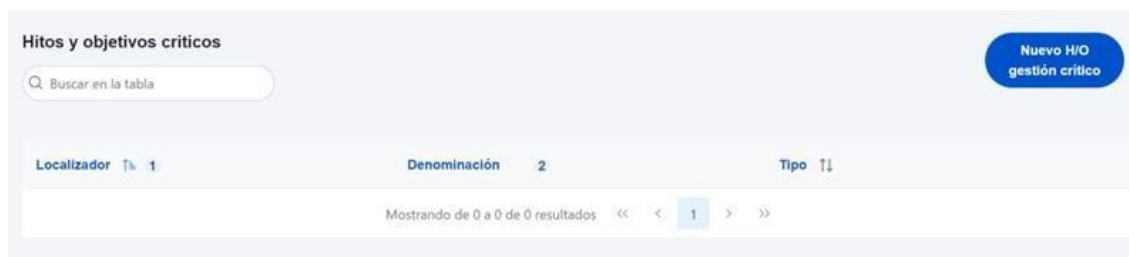 Hitos y objetivos criticos
Nuevo H/O
gestión crítico
Buscar en la tabla
Localizador 1 Denominación 2 Tipo
Mostrando de 0 a 0 de 0 resultados << < 1 > >>